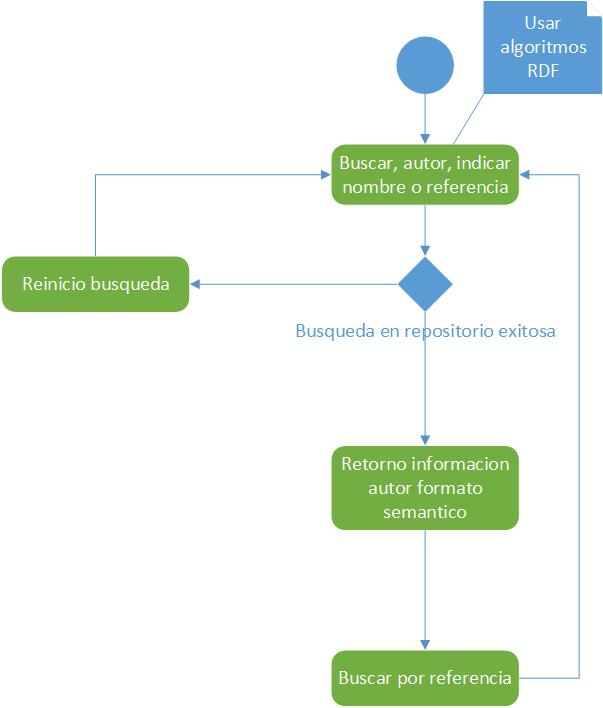 Usar
algoritmos
RDF
Buscar, autor, indicar
nombre o referencia
Reinicio busqueda
Busqueda en repositorio exitosa
Retorno informacion
autor formato
semantico
Buscar por referencia